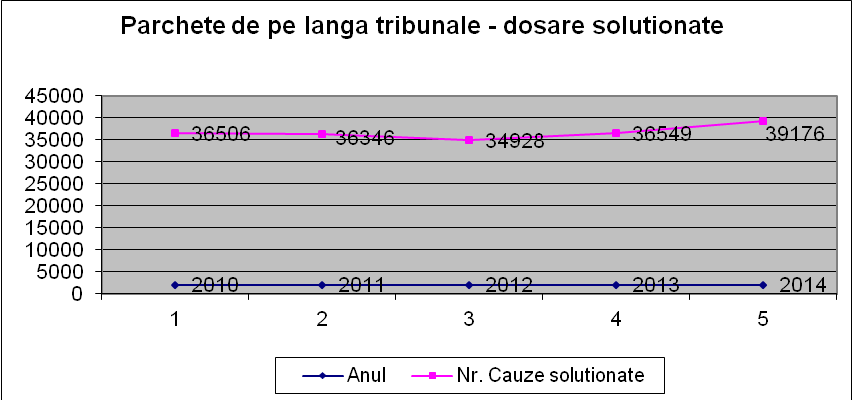 Parchete de pe langa tribunale - dosare solutionate
45000
40000
35000
30000
25000
20000
15000
10000
5000
0
36506 36346 34928 36549 39176
2010 2011 2012 2013 2014
1 2 3 4 5
Anul Nr. Cauze solutionate